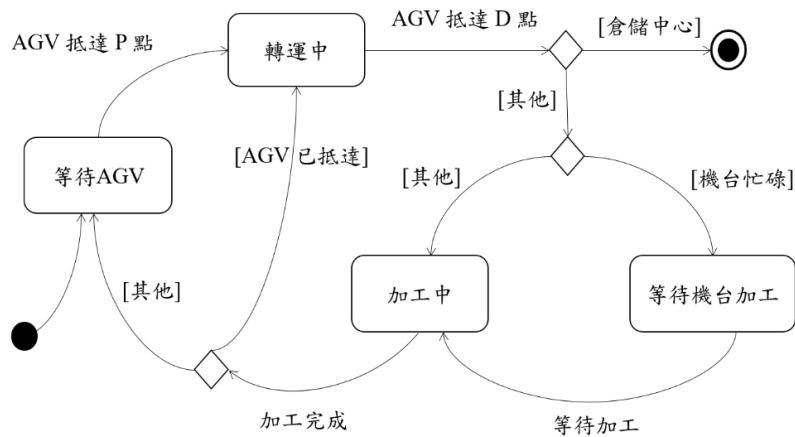 AGV 抵達 P 點
轉運中
AGV 抵達 D 點
[倉儲中心]
[其他]
[AGV 已抵達]
等待AGV
[其他]
[機台忙碌]
[其他]
加工中
等待機台加工
加工完成
等待加工